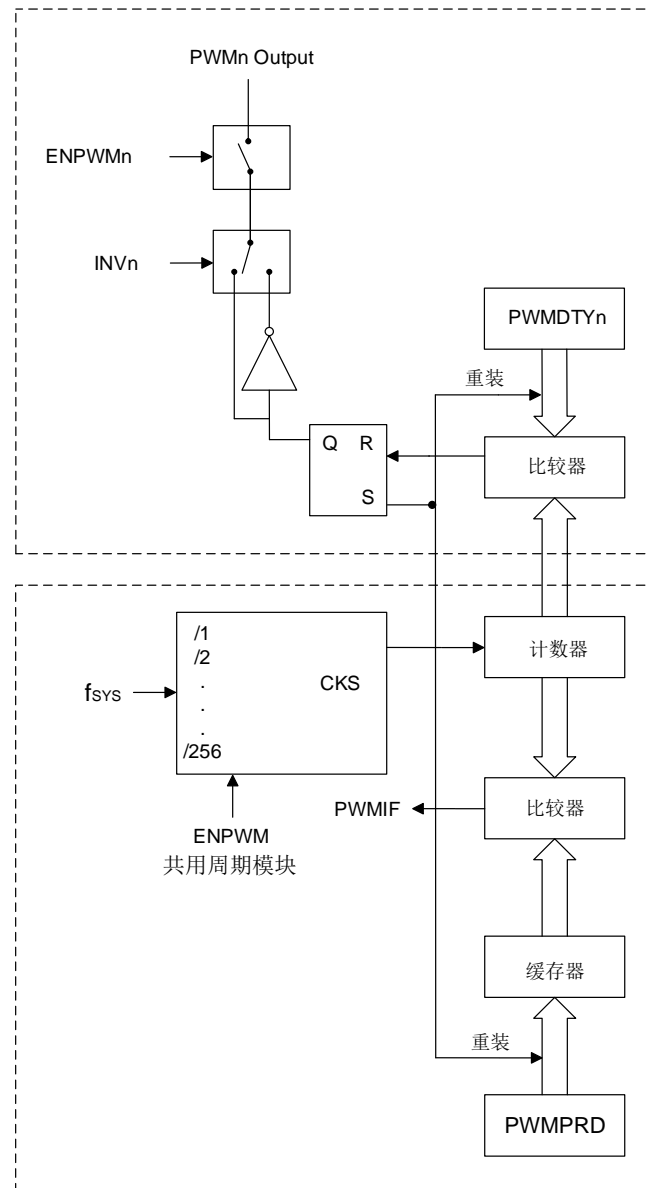 PWMn Output
ENPWMn
INVn
PWMDTYn
重装
Q R
S
比较器
/1
/2
.
.
.
/256
CKS
fSYS
计数器
ENPWM
共用周期模块
PWMIF
比较器
缓存器
重装
PWMPRD